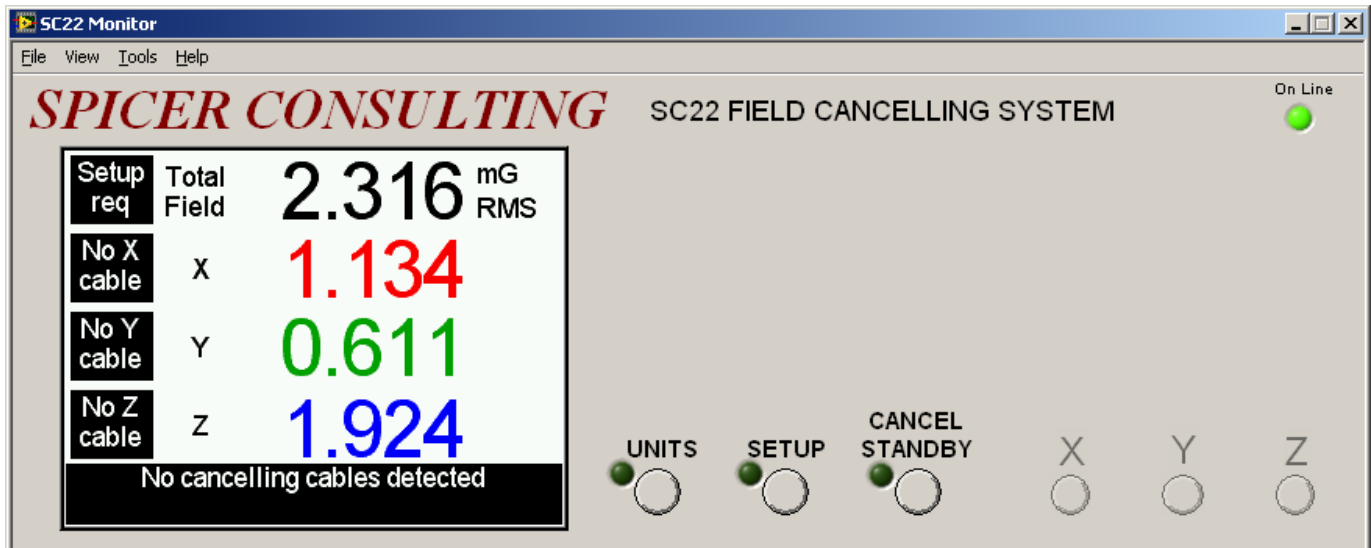 SC22 Monitor
File View Tools Help
SPICER CONSULTING
SC22 FIELD CANCELLING SYSTEM
On Line
Setup
req
Total
Field
2.316
mG
RMS
No X
cable
X
1.134
No Y
cable
Y
0.611
No Z
cable
Z
1.924
No cancelling cables detected
UNITS
SETUP
CANCEL
STANDBY
X
Y
Z